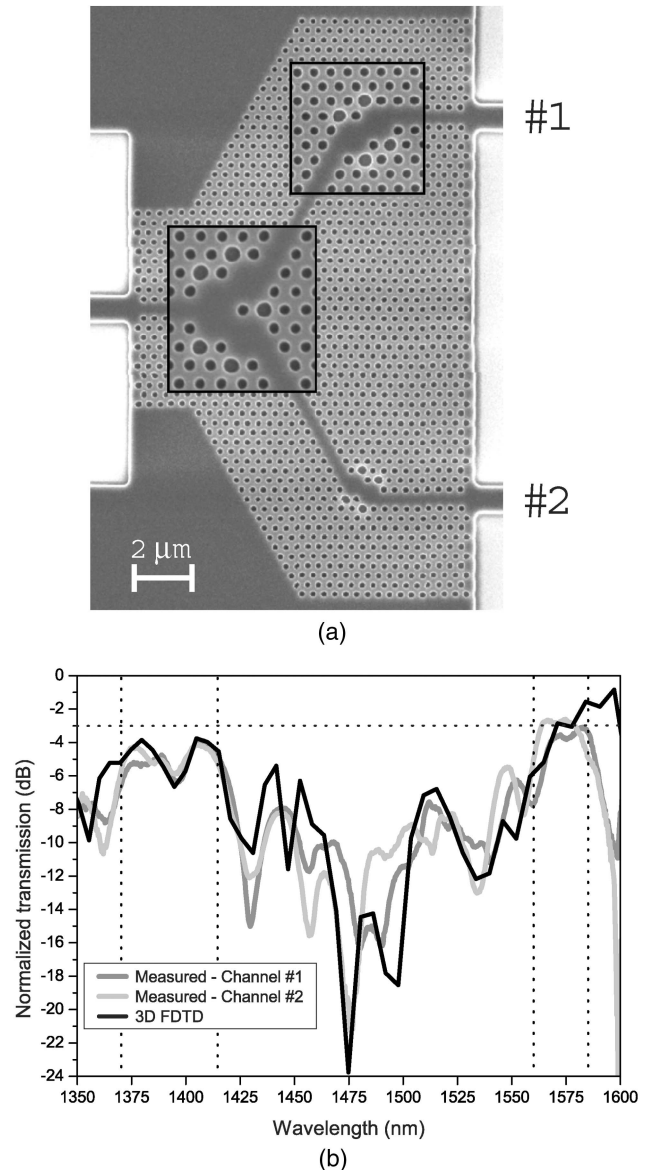 #1
#2
2 μm
(a)
0
-2
-4
-6
-8
-10
-12
-14
-16
-18
-20
-22
-24
Normalized transmission (dB)
Measured - Channel #1
Measured - Channel #2
3D FDTD
1350 1375 1400 1425 1450 1475 1500 1525 1550 1575 1600
Wavelength (nm)
(b)